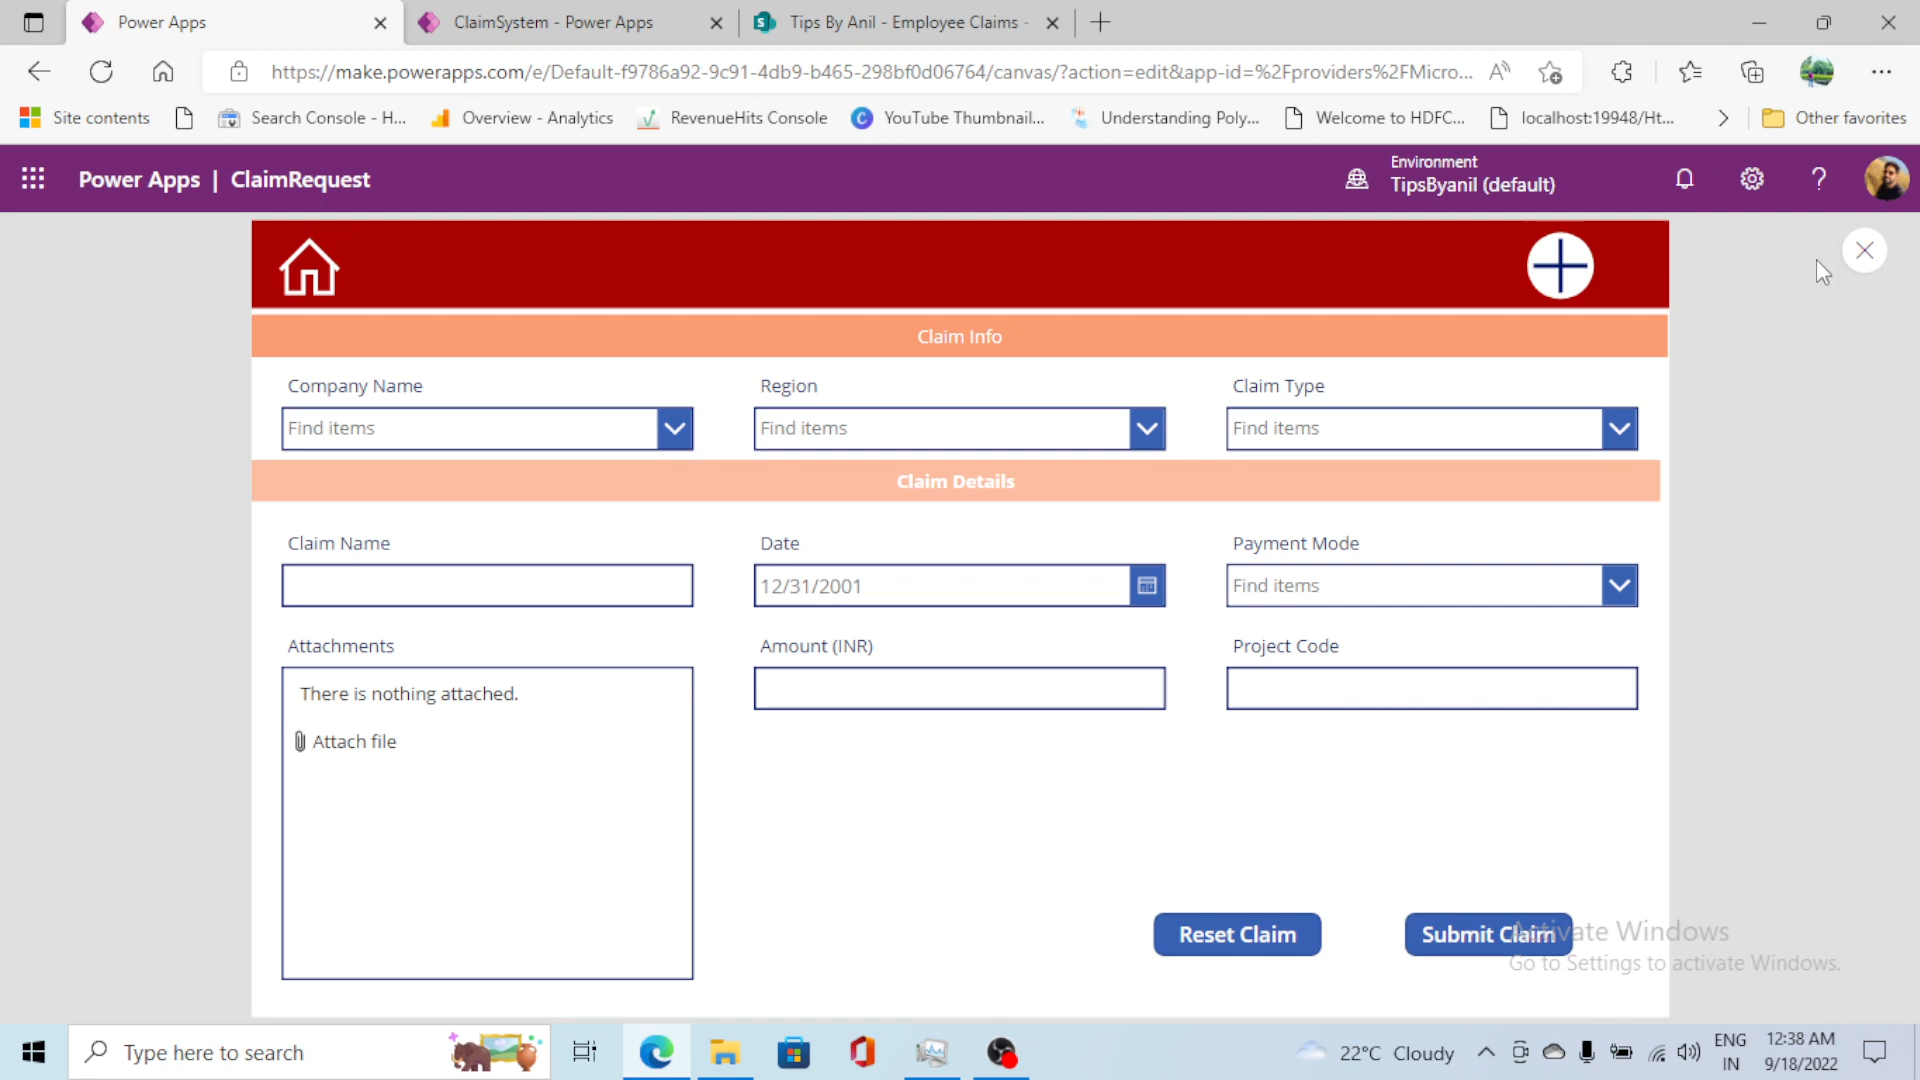 Power Apps
ClaimSystem - Power Apps
Tips By Anil - Employee Claims -
https://make.powerapps.com/e/Default-f9786a92-9c91-4db9-b465-298bf0d06764/canvas/?action=edit&app-id=%2Fproviders%2FMicro...
Site contents
Search Console - H...
Overview - Analytics
RevenueHits Console
YouTube Thumbnail...
Understanding Poly...
Welcome to HDFC...
localhost:19948/Ht...
Other favorites
Power Apps | ClaimRequest
Environment
TipsByanil (default)
Claim Info
Company Name
Region
Claim Type
Find items
Find items
Find items
Claim Details
Claim Name
Date
Payment Mode
12/31/2001
Find items
Attachments
Amount (INR)
Project Code
There is nothing attached.
Attach file
Reset Claim
Submit Claim
Activate Windows
Go to Settings to activate Windows.
Type here to search
22°C Cloudy
ENG
IN
12:38 AM
9/18/2022